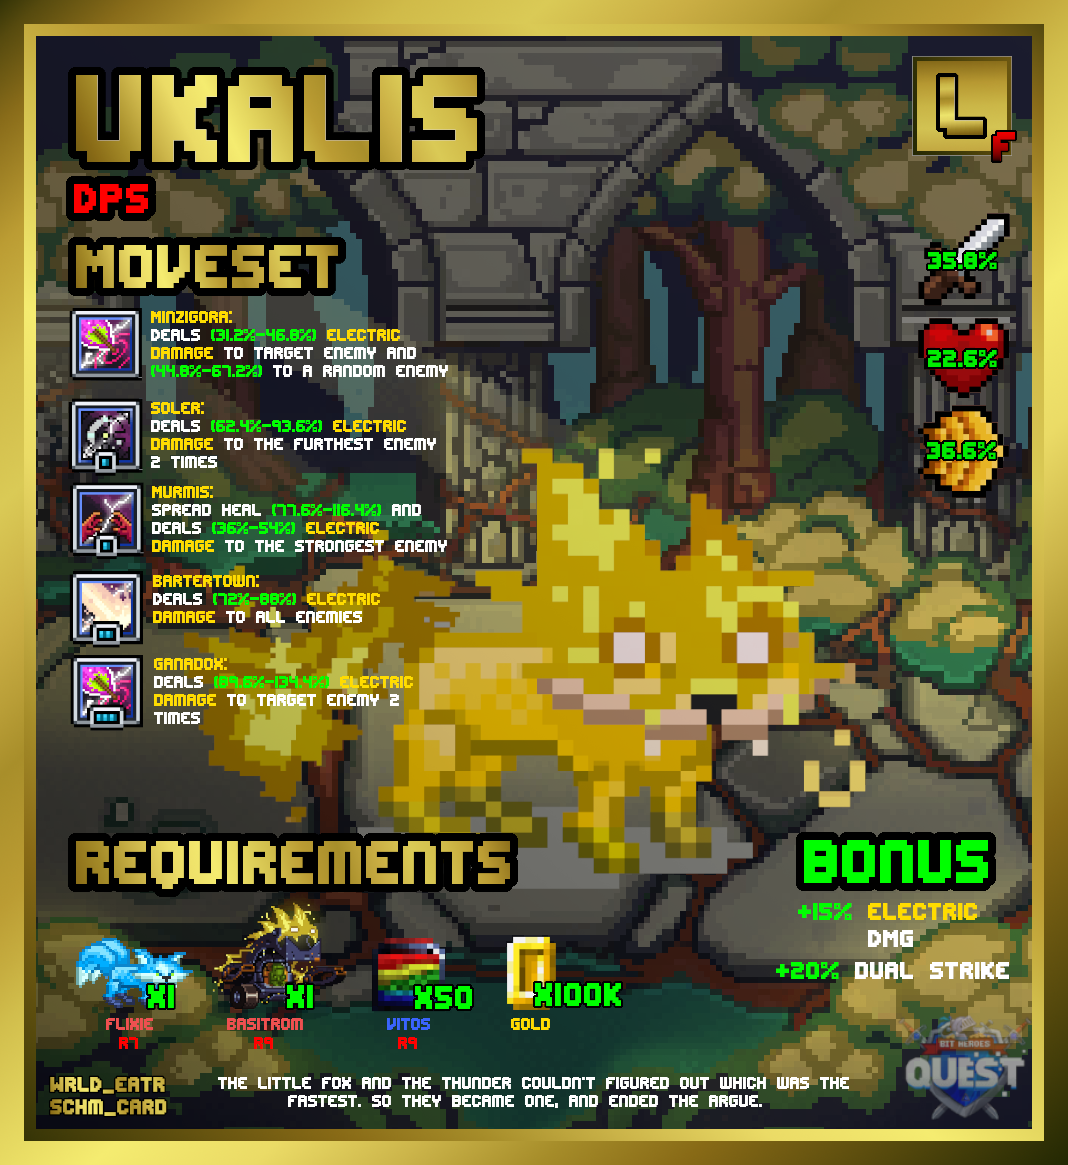 UKALIS
L
F
DPS
35.8%
22.6%
36.6%
MOVESET
MINZIGORA:
DEALS (31.2%-46.8%) ELECTRIC
DAMAGE TO TARGET ENEMY AND
(44.8%-67.2%) TO A RANDOM ENEMY
SOLER:
DEALS (62.4%-93.6%) ELECTRIC
DAMAGE TO THE FURTHEST ENEMY
2 TIMES
MURMIS:
SPREAD HEAL (77.6%-116.4%) AND
DEALS (36%-54%) ELECTRIC
DAMAGE TO THE STRONGEST ENEMY
BARTERTOWN:
DEALS (72%-88%) ELECTRIC
DAMAGE TO ALL ENEMIES
GANADOX:
DEALS (89.6%-139.4%) ELECTRIC
DAMAGE TO TARGET ENEMY 2
TIMES
REQUIREMENTS
X1
X1
X50
X100K
FLIXIE
BASITROM
VITOS
GOLD
R7
R9
BONUS
+15% ELECTRIC
DMG
+20% DUAL STRIKE
WRLD_EATR
SCHM_CARD
THE LITTLE FOX AND THE THUNDER COULDN'T FIGURED OUT WHICH WAS THE
FASTEST. SO THEY BECAME ONE, AND ENDED THE ARGUE.
BIT HEROES
QUEST